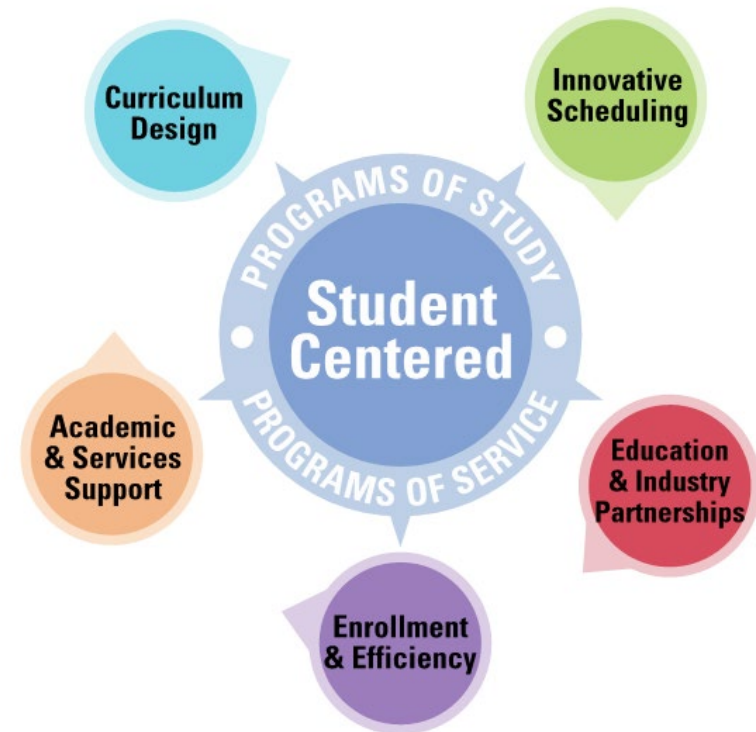 Curriculum
Design
Innovative
Scheduling
PROGRAMS OF STUDY
Student
Centered
PROGRAMS OF SERVICE
Academic
& Services
Support
Education
& Industry
Partnerships
Enrollment
& Efficiency